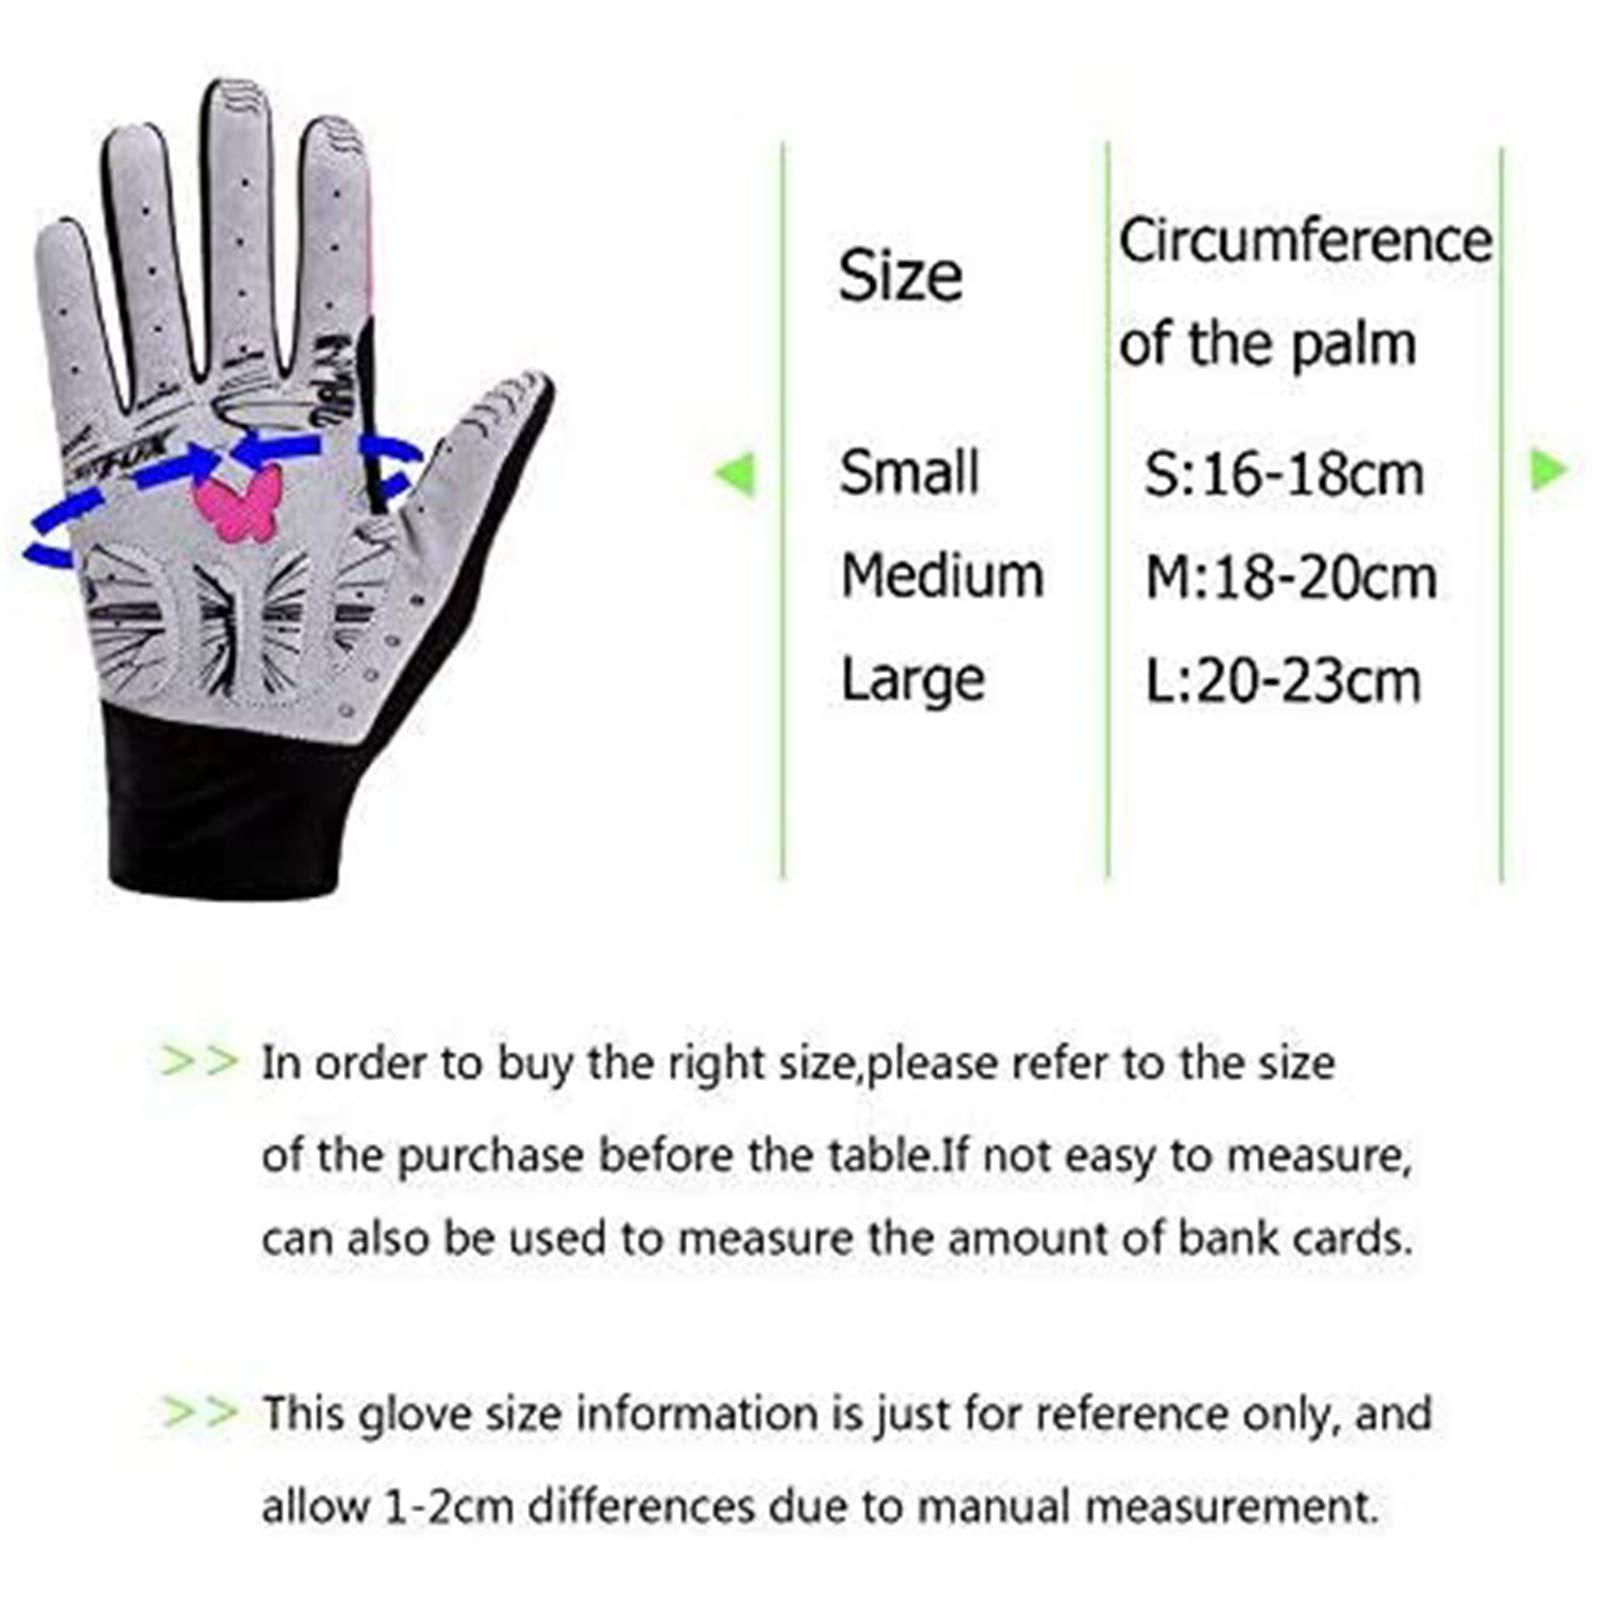 Size
Circumference
of the palm
Small
S:16-18cm
Medium
M:18-20cm
Large
L:20-23cm
>> In order to buy the right size,please refer to the size
of the purchase before the table.If not easy to measure,
can also be used to measure the amount of bank cards.
>> This glove size information is just for reference only, and
allow 1-2cm differences due to manual measurement.